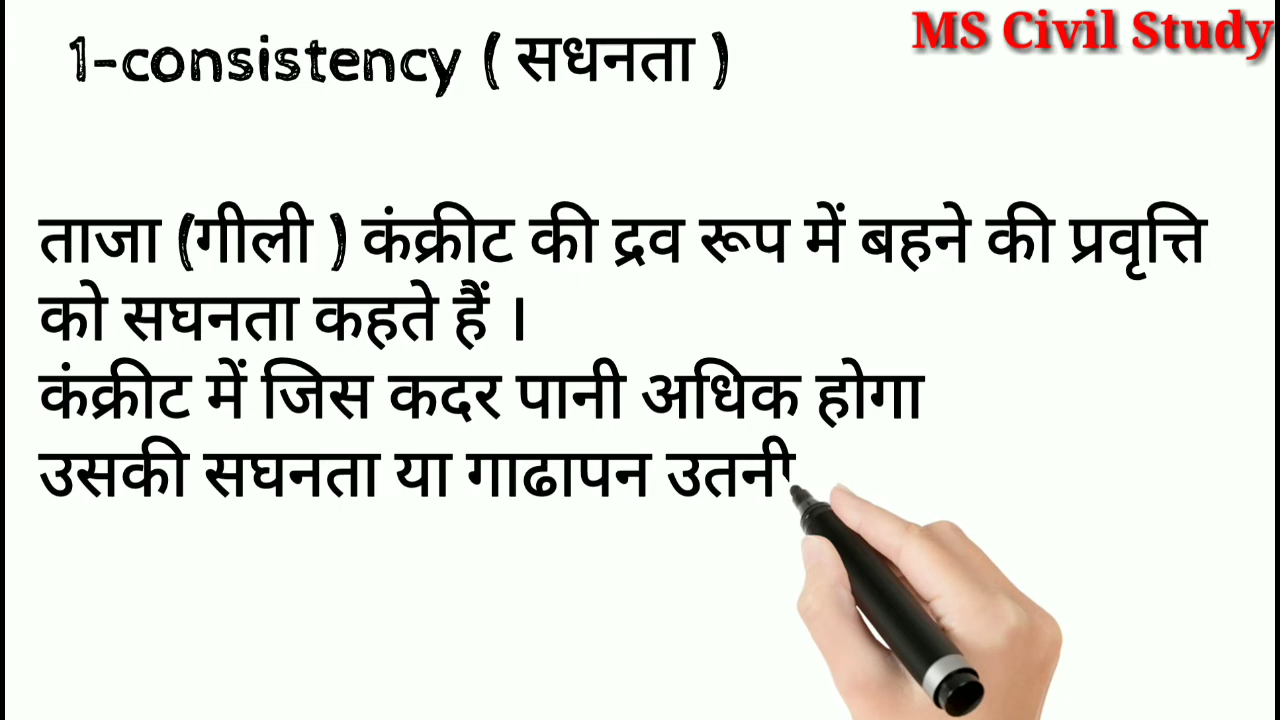 MS Civil Study
1-consistency ( सधनता )
ताजा (गीली ) कंक्रीट की द्रव रूप में बहने की प्रवृत्ति
को सघनता कहते हैं ।
कंक्रीट में जिस कदर पानी अधिक होगा
उसकी सघनता या गाढापन उतनी